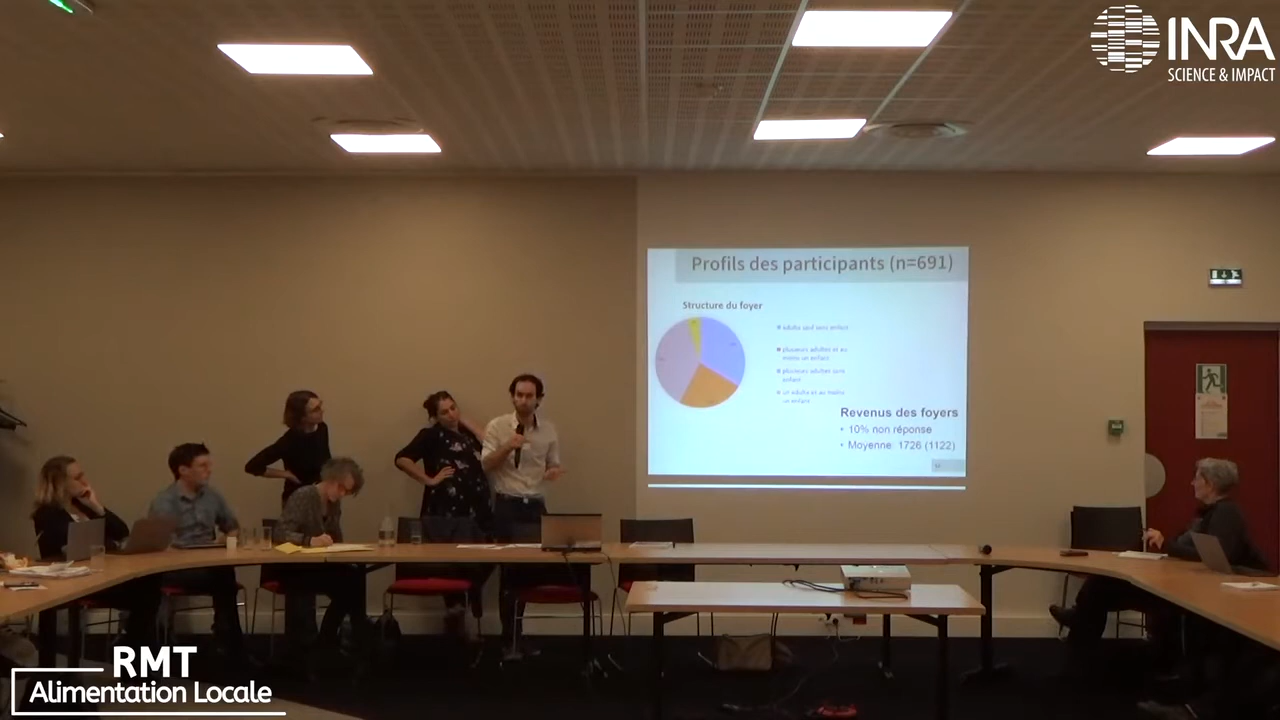 INRA
SCIENCE & IMPACT
Profils des participants (n=691)
Structure du foyer
adulte seul sans enfant
plusieurs adultes et au
moins un enfant
plusieurs adultes sans
enfant
un adulte et au moins
un enfant
Revenus des foyers
• 10% non réponse
• Moyenne: 1726 (1122)
RMT
Alimentation Locale